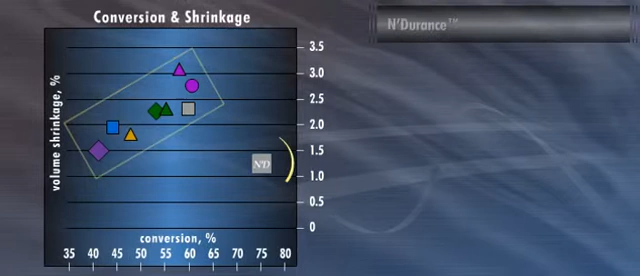 Conversion & Shrinkage
N'Durance™
volume shrinkage, %
3.5
3.0
2.5
2.0
1.5
1.0
0.5
0
N'D
conversion, %
35 40 45 50 55 60 65 70 75 80